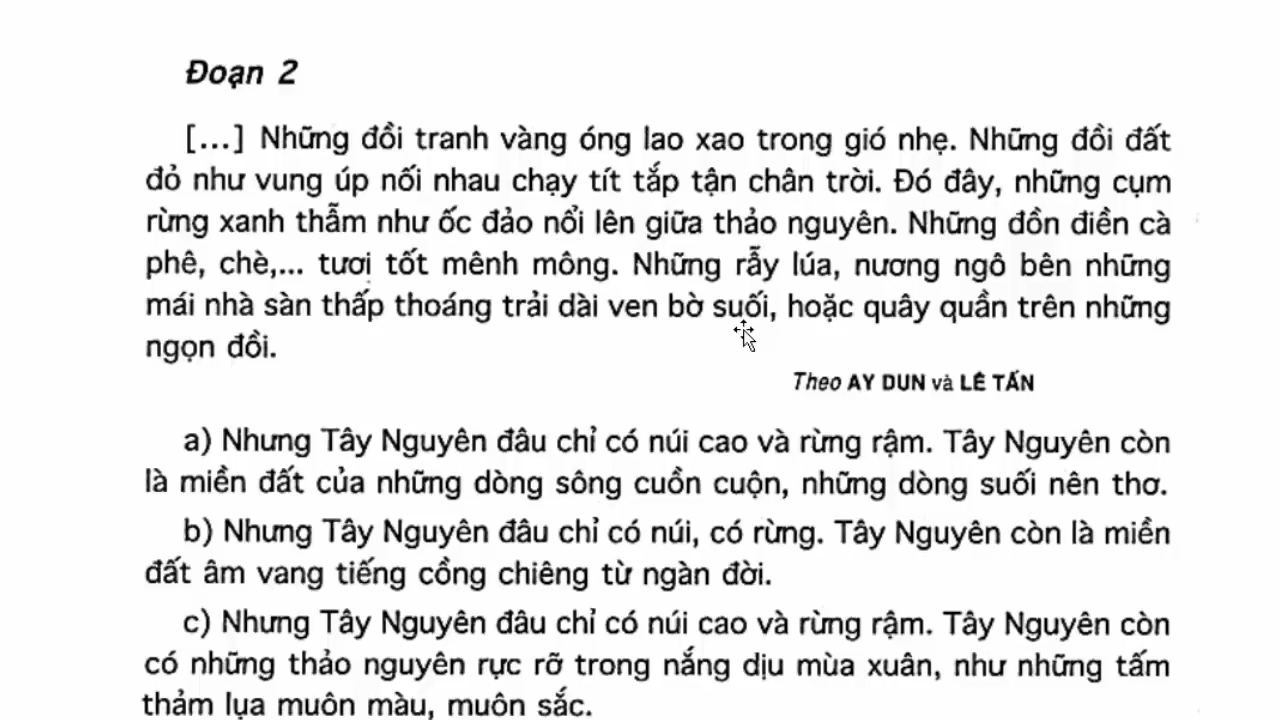 Đoạn 2
[...] Những đồi tranh vàng óng lao xao trong gió nhẹ. Những đồi đất
đỏ như vung úp nối nhau chạy tít tắp tận chân trời. Đó đây, những cụm
rừng xanh thẫm như ốc đảo nổi lên giữa thảo nguyên. Những đồn điền cà
phê, chè,... tươi tốt mênh mông. Những rẫy lúa, nương ngô bên những
mái nhà sàn thấp thoáng trải dài ven bờ suối, hoặc quây quần trên những
ngọn đồi.
Theo AY DUN và LÊ TẤN
a) Nhưng Tây Nguyên đâu chỉ có núi cao và rừng rậm. Tây Nguyên còn
là miền đất của những dòng sông cuồn cuộn, những dòng suối nên thơ.
b) Nhưng Tây Nguyên đâu chỉ có núi, có rừng. Tây Nguyên còn là miền
đất âm vang tiếng cồng chiêng từ ngàn đời.
c) Nhưng Tây Nguyên đâu chỉ có núi cao và rừng rậm. Tây Nguyên còn
có những thảo nguyên rực rỡ trong nắng dịu mùa xuân, như những tấm
thảm lụa muôn màu, muôn sắc.